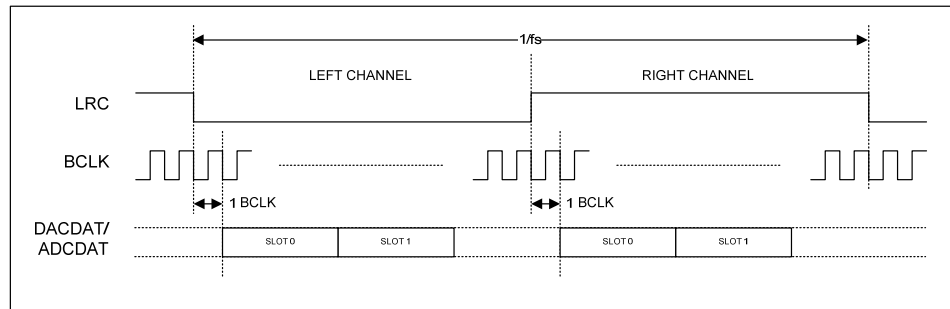 1/fs
LEFT CHANNEL
RIGHT CHANNEL
LRC
BCLK
1 BCLK
1 BCLK
DACDAT/
ADCDAT
SLOT 0
SLOT 1
SLOT 0
SLOT 1